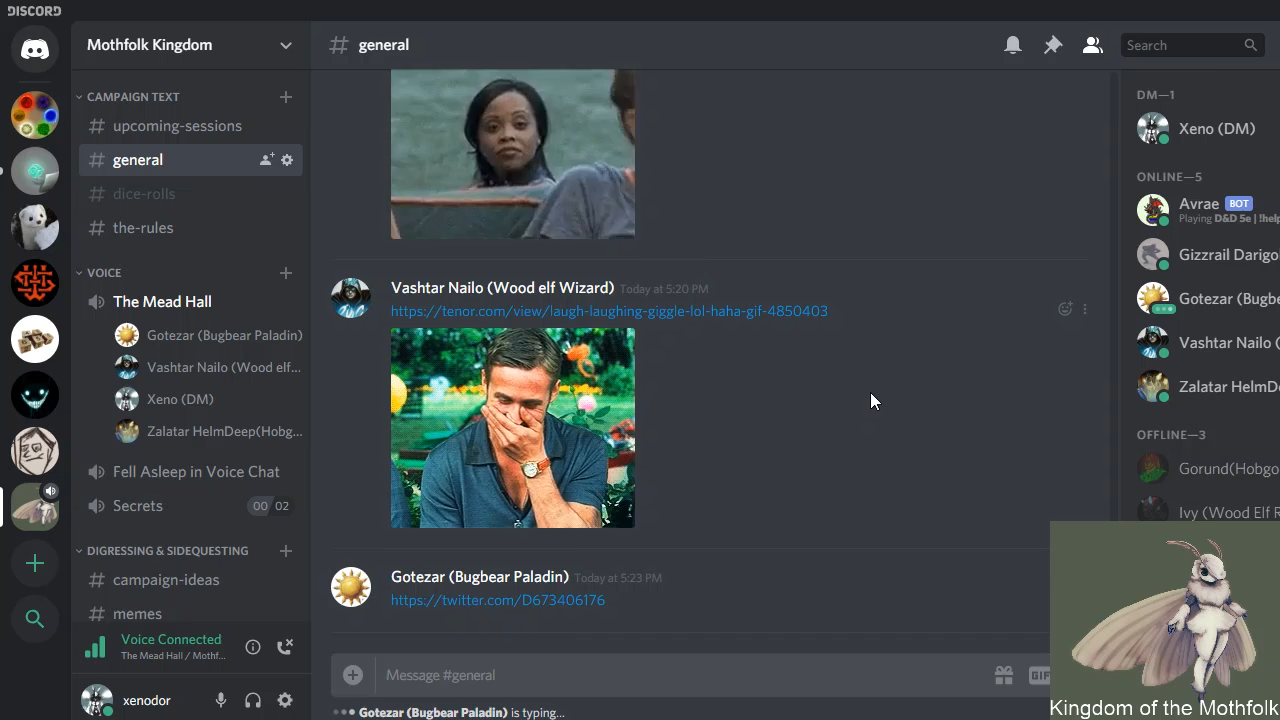 DISCORD
Mothfolk Kingdom
CAMPAIGN TEXT
# upcoming-sessions
# general
# dice-rolls
# the-rules
VOICE
The Mead Hall
Gotezar (Bugbear Paladin)
Vashtar Nailo (Wood elf...
Xeno (DM)
Zalatar HelmDeep(Hobg...
Fell Asleep in Voice Chat
Secrets 00 02
DIGRESSING & SIDEQUESTING
# campaign-ideas
# memes
Voice Connected
The Mead Hall / Mothf...
xenodor
# general
Search
Vashtar Nailo (Wood elf Wizard) Today at 5:20 PM
https://tenor.com/view/laugh-laughing-giggle-lol-haha-gif-4850403
Gotezar (Bugbear Paladin) Today at 5:23 PM
https://twitter.com/D673406176
Message #general
GIF
Gotezar (Bugbear Paladin) is typing...
DM—1
Xeno (DM)
ONLINE—5
Avrae BOT
Playing D&D 5e | !help
Gizzrail Darigo
Gotezar (Bugbe
Vashtar Nailo (
Zalatar HelmD
OFFLINE—3
Gorund(Hobgo
Ivy (Wood Elf R
Kingdom of the Mothfolk